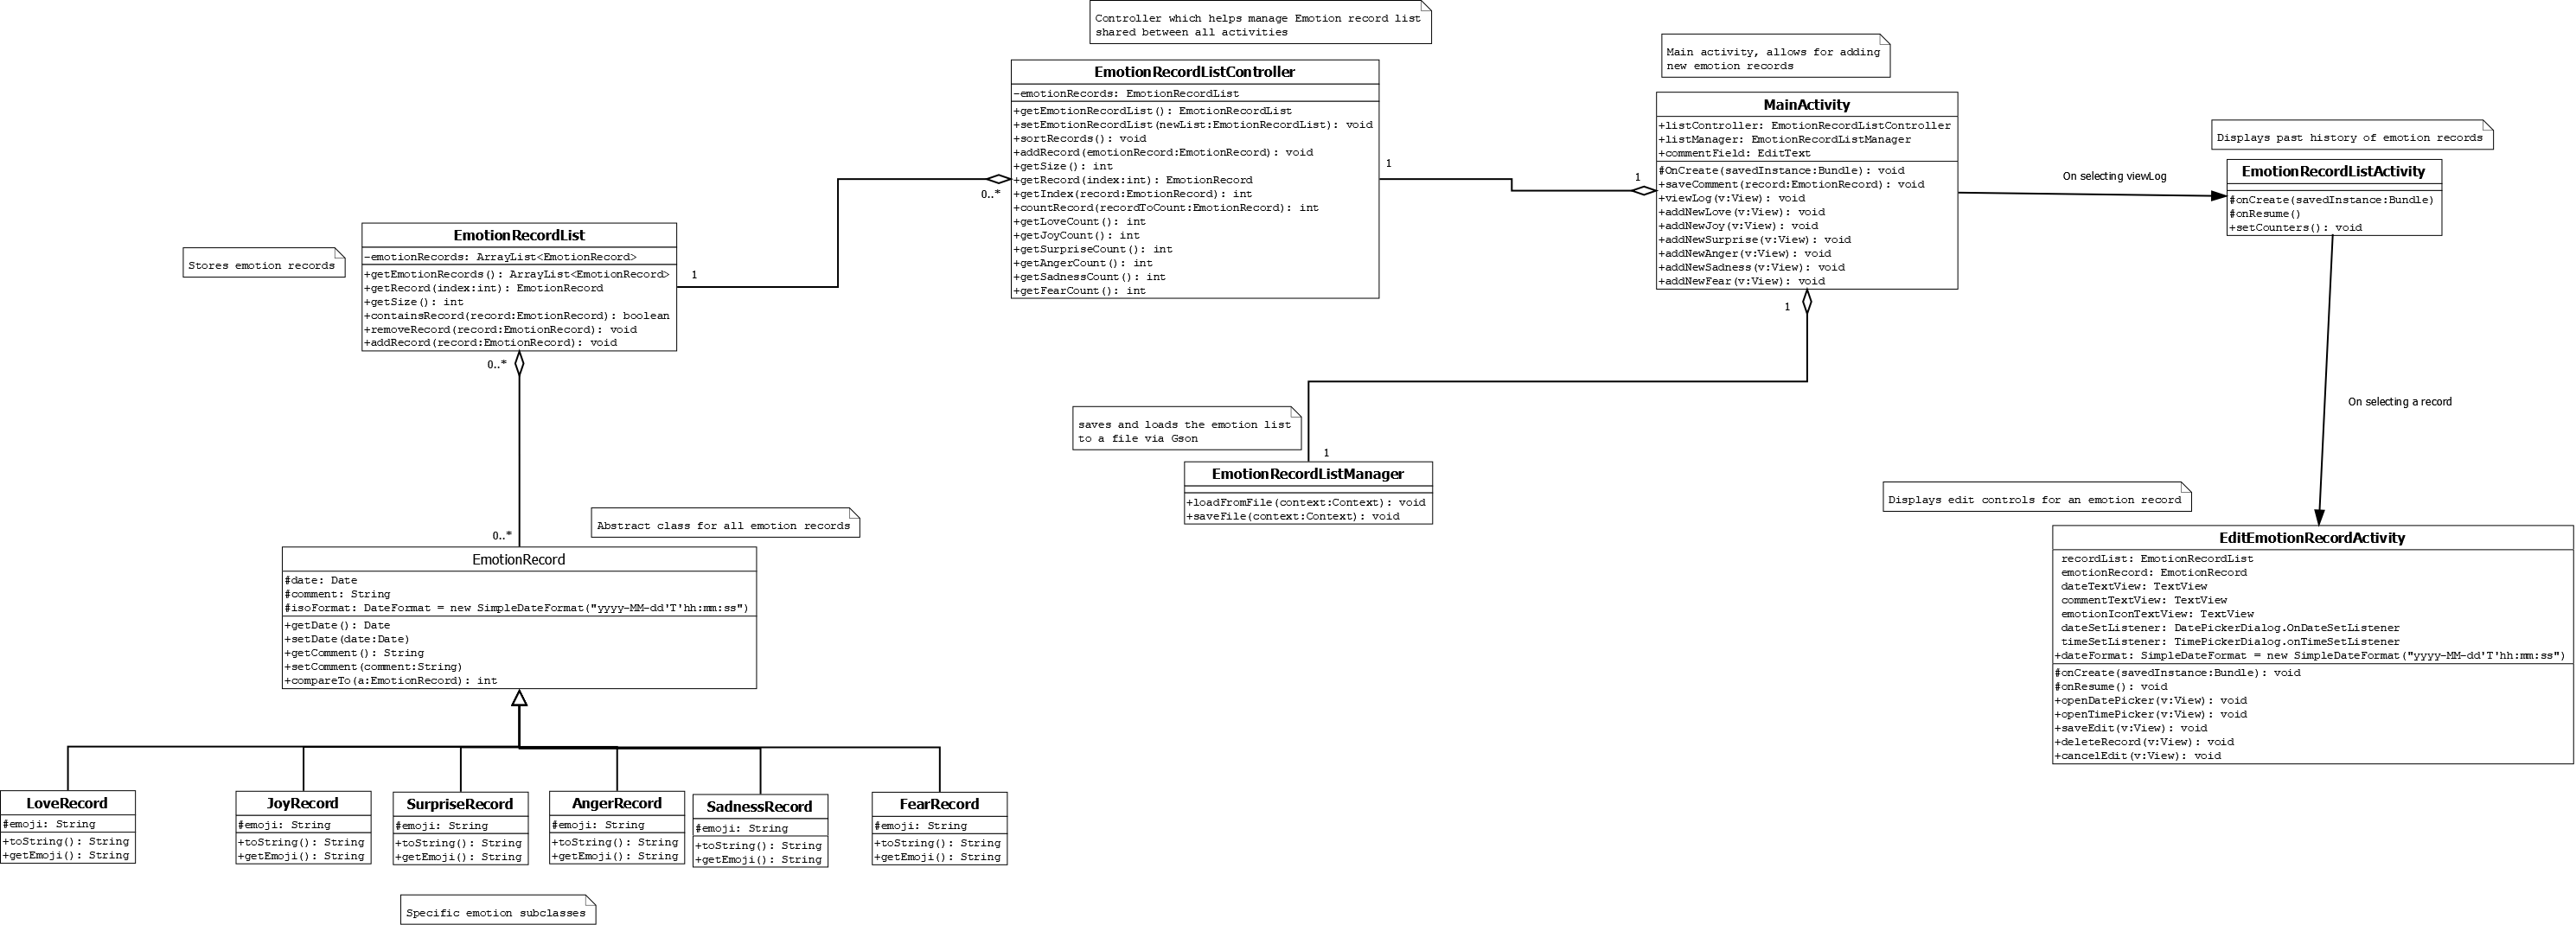 Controller which helps manage Emotion record list
shared between all activities
EmotionRecordListController
-emotionRecords: EmotionRecordList
+getEmotionRecordList(): EmotionRecordList
+setEmotionRecordList(newList:EmotionRecordList): void
+sortRecords(): void
+addRecord(emotionRecord:EmotionRecord): void
+getSize(): int
+getRecord(index:int): EmotionRecord
+getIndex(record:EmotionRecord): int
+countRecord(recordToCount:EmotionRecord): int
+getLoveCount(): int
+getJoyCount(): int
+getSurpriseCount(): int
+getAngerCount(): int
+getSadnessCount(): int
+getFearCount(): int
0..*
1
1
Main activity, allows for adding
new emotion records
MainActivity
+listController: EmotionRecordListController
+listManager: EmotionRecordListManager
+commentField: EditText
#OnCreate(savedInstance:Bundle): void
+saveComment(record:EmotionRecord): void
+viewLog(v:View): void
+addNewLove(v:View): void
+addNewJoy(v:View): void
+addNewSurprise(v:View): void
+addNewAnger(v:View): void
+addNewSadness(v:View): void
+addNewFear(v:View): void
1
On selecting viewLog
Displays past history of emotion records
EmotionRecordListActivity
#onCreate(savedInstance:Bundle)
#onResume()
+setCounters(): void
On selecting a record
Stores emotion records
EmotionRecordList
-emotionRecords: ArrayList<EmotionRecord>
+getEmotionRecords(): ArrayList<EmotionRecord>
+getRecord(index:int): EmotionRecord
+getSize(): int
+containsRecord(record:EmotionRecord): boolean
+removeRecord(record:EmotionRecord): void
+addRecord(record:EmotionRecord): void
1
0..*
saves and loads the emotion list
to a file via Gson
1
EmotionRecordListManager
+loadFromFile(context:Context): void
+saveFile(context:Context): void
Displays edit controls for an emotion record
EditEmotionRecordActivity
recordList: EmotionRecordList
emotionRecord: EmotionRecord
dateTextView: TextView
commentTextView: TextView
emotionIconTextView: TextView
dateSetListener: DatePickerDialog.OnDateSetListener
timeSetListener: TimePickerDialog.onTimeSetListener
+dateFormat: SimpleDateFormat = new SimpleDateFormat("yyyy-MM-dd'T'hh:mm:ss")
#onCreate(savedInstance:Bundle): void
#onResume(): void
+openDatePicker(v:View): void
+openTimePicker(v:View): void
+saveEdit(v:View): void
+deleteRecord(v:View): void
+cancelEdit(v:View): void
Abstract class for all emotion records
0..*
EmotionRecord
#date: Date
#comment: String
#isoFormat: DateFormat = new SimpleDateFormat("yyyy-MM-dd'T'hh:mm:ss")
+getDate(): Date
+setDate(date:Date)
+getComment(): String
+setComment(comment:String)
+compareTo(a:EmotionRecord): int
LoveRecord
#emoji: String
+toString(): String
+getEmoji(): String
JoyRecord
#emoji: String
+toString(): String
+getEmoji(): String
SurpriseRecord
#emoji: String
+toString(): String
+getEmoji(): String
AngerRecord
#emoji: String
+toString(): String
+getEmoji(): String
SadnessRecord
#emoji: String
+toString(): String
+getEmoji(): String
FearRecord
#emoji: String
+toString(): String
+getEmoji(): String
Specific emotion subclasses